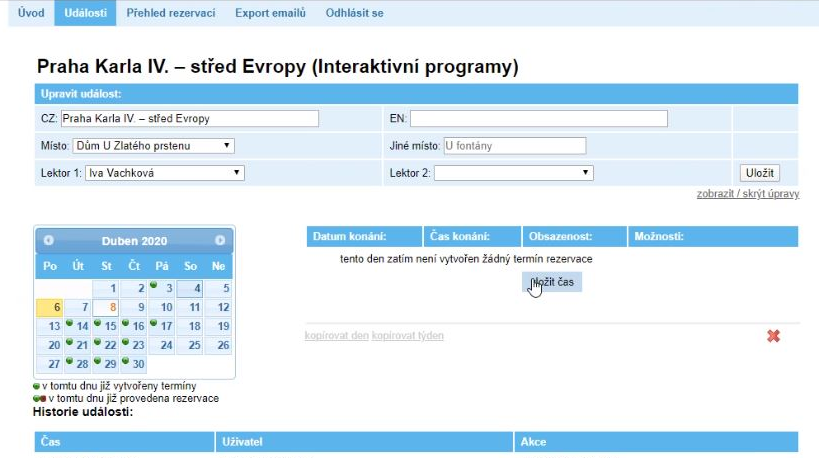 Úvod Události Přehled rezervací Export emailů Odhlásit se
Praha Karla IV. – střed Evropy (Interaktivní programy)
Upravit událost:
CZ: Praha Karla IV. – střed Evropy EN:
Místo: Dům U Zlatého prstenu Jiné místo: U fontány
Lektor 1: Iva Vachková Lektor 2: Uložit
zobrazit / skrýt úpravy
Duben 2020
Po Út St Čt Pá So Ne
1 2 3 4 5
6 7 8 9 10 11 12
13 14 15 16 17 18 19
20 21 22 23 24 25 26
27 28 29 30
v tomtu dnu již vytvořeny termíny
v tomtu dnu již provedena rezervace
Datum konání: Čas konání: Obsazenost: Možnosti:
tento den zatím není vytvořen žádný termín rezervace
čas
kopírovat den kopírovat týden
Historie události:
Čas Uživatel Akce